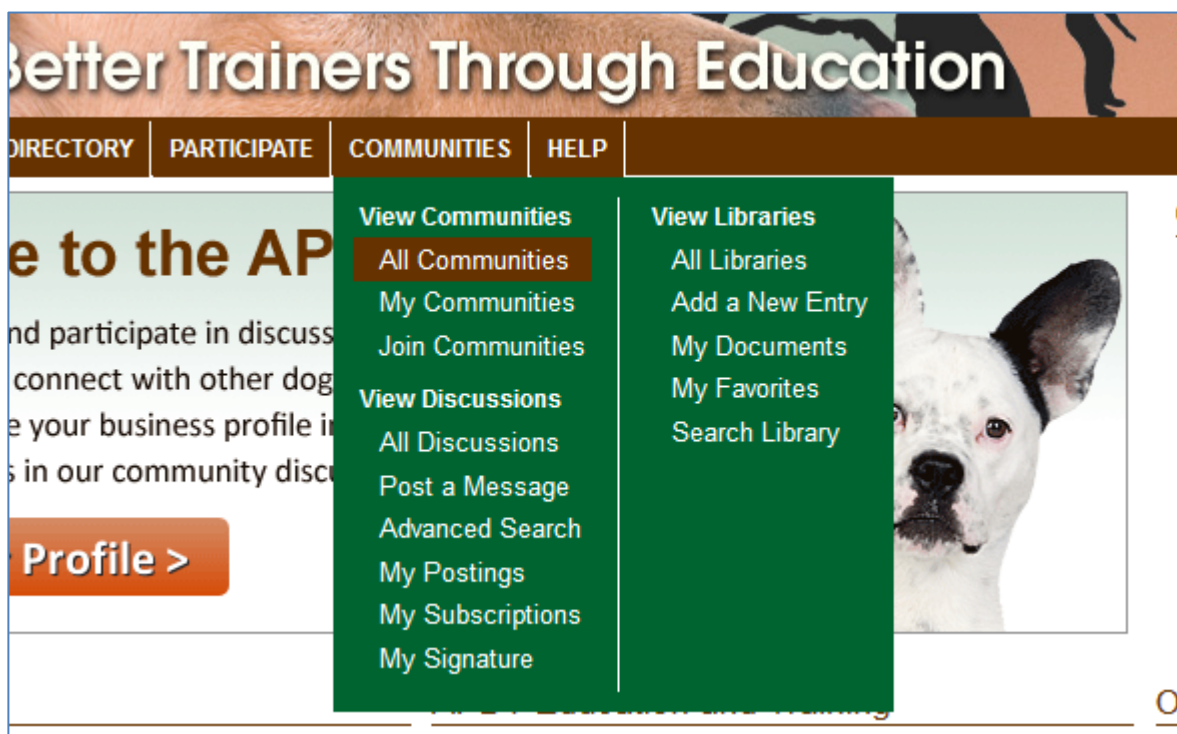 Better Trainers Through Education
DIRECTORY PARTICIPATE COMMUNITIES HELP
e to the AP
nd participate in discuss
connect with other dog
e your business profile i
s in our community disc
Profile >
View Communities
All Communities
My Communities
Join Communities
View Discussions
All Discussions
Post a Message
Advanced Search
My Postings
My Subscriptions
My Signature
View Libraries
All Libraries
Add a New Entry
My Documents
My Favorites
Search Library
Education and Training
O